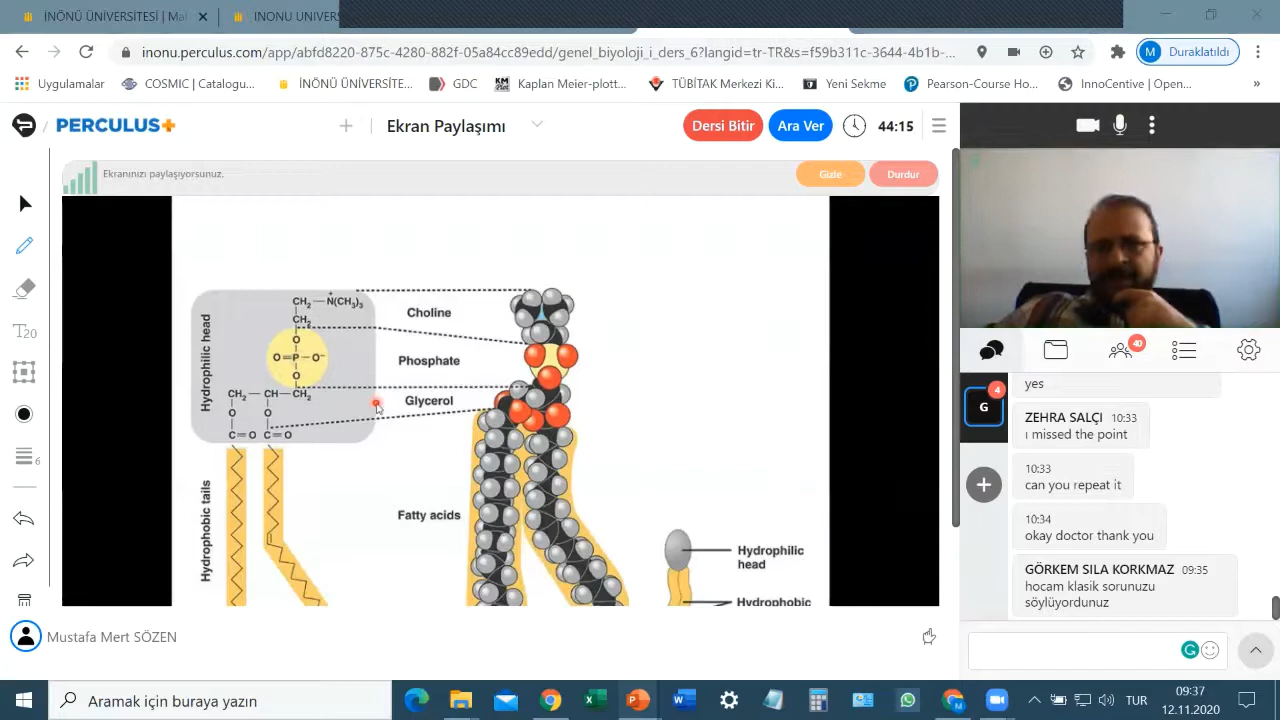 İNÖNÜ ÜNİVERSİTESİ | Mai
INONU UNIVERS
inonu.perculus.com/app/abfd8220-875c-4280-882f-05a84cc89edd/genel_biyoloji_i_ders_6?langid=tr-TR&s=f59b311c-3644-4b1b-...
M Duraklatıldı
Uygulamalar
COSMIC | Catalogu...
İNÖNÜ ÜNİVERSİTE...
GDC
KM Kaplan Meier-plott...
TÜBİTAK Merkezi Ki...
Yeni Sekme
Pearson-Course Ho...
InnoCentive | Open...
»
PERCULUS+
Ekran Paylaşımı
Dersi Bitir
Ara Ver
44:15
Ekranınızı paylaşıyorsunuz.
Gizle
Durdur
T20
6
Hydrophilic head
CH2 — N(CH3)3
+
CH2
O
O=P—O−
O
CH2 — CH — CH2
O O
C=O C=O
Hydrophobic tails
Choline
Phosphate
Glycerol
Fatty acids
Hydrophilic
head
Hydrophobic
Mustafa Mert SÖZEN
40
G
4
yes
ZEHRA SALÇI 10:33
ı missed the point
10:33
can you repeat it
10:34
okay doctor thank you
GÖRKEM SILA KORKMAZ 09:35
hocam klasik sorunuzu
söylüyordunuz
Aramak için buraya yazın
TUR
09:37
12.11.2020